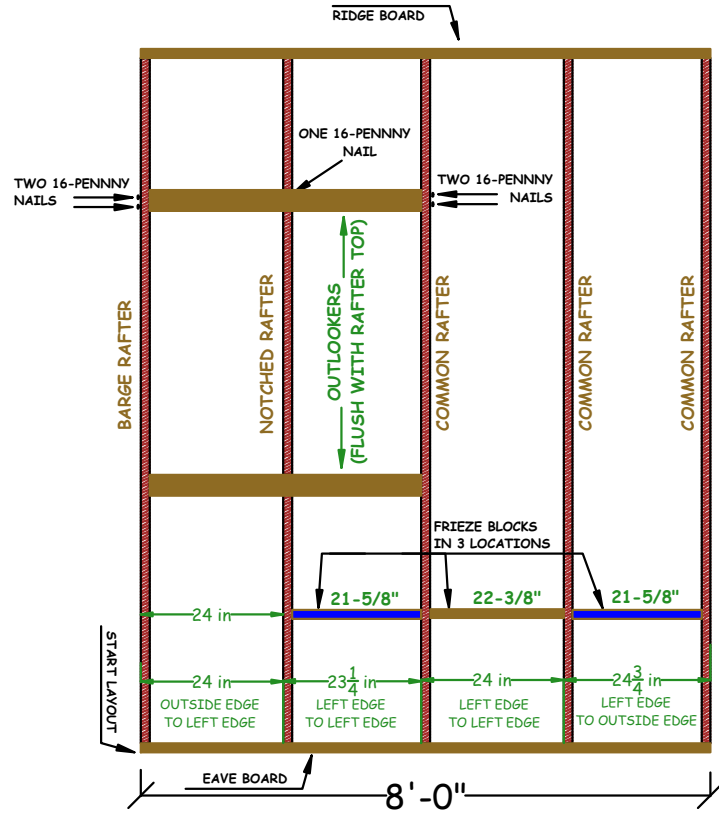 RIDGE BOARD
ONE 16-PENNNY
NAIL
TWO 16-PENNNY
NAILS
TWO 16-PENNNY
NAILS
BARGE RAFTER
NOTCHED RAFTER
OUTLOOKERS
(FLUSH WITH RAFTER TOP)
COMMON RAFTER
COMMON RAFTER
COMMON RAFTER
FRIEZE BLOCKS
IN 3 LOCATIONS
21-5/8"
22-3/8"
21-5/8"
24 in
START LAYOUT
24 in
23 1/4 in
24 in
24 3/4 in
OUTSIDE EDGE
TO LEFT EDGE
LEFT EDGE
TO LEFT EDGE
LEFT EDGE
TO LEFT EDGE
LEFT EDGE
TO OUTSIDE EDGE
EAVE BOARD
8'-0"